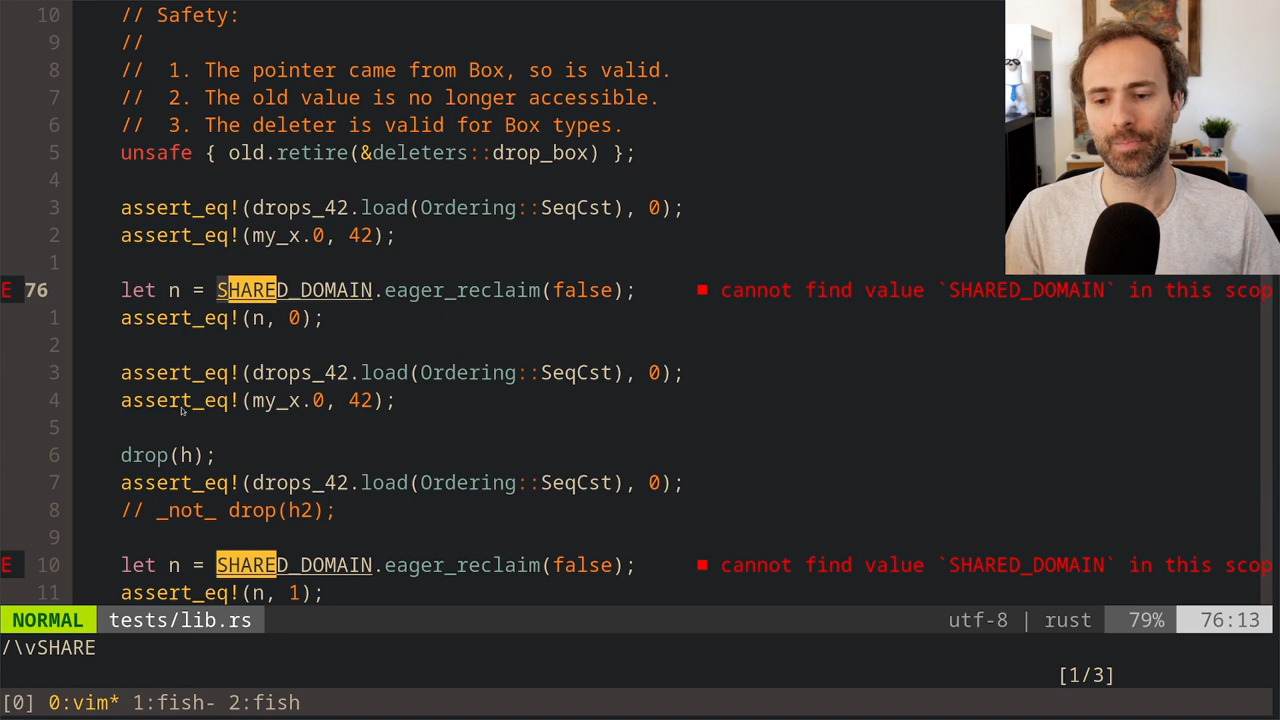 10 // Safety:
9 //
8 //  1. The pointer came from Box, so is valid.
7 //  2. The old value is no longer accessible.
6 //  3. The deleter is valid for Box types.
5 unsafe { old.retire(&deleters::drop_box) };
4
3 assert_eq!(drops_42.load(Ordering::SeqCst), 0);
2 assert_eq!(my_x.0, 42);
1
E 76 let n = SHARED_DOMAIN.eager_reclaim(false); ■ cannot find value `SHARED_DOMAIN` in this scop
1 assert_eq!(n, 0);
2
3 assert_eq!(drops_42.load(Ordering::SeqCst), 0);
4 assert_eq!(my_x.0, 42);
5
6 drop(h);
7 assert_eq!(drops_42.load(Ordering::SeqCst), 0);
8 // _not_ drop(h2);
9
E 10 let n = SHARED_DOMAIN.eager_reclaim(false); ■ cannot find value `SHARED_DOMAIN` in this scop
11 assert_eq!(n, 1);
NORMAL tests/lib.rs utf-8 | rust 79% 76:13
/\vSHARE
[1/3]
[0] 0:vim* 1:fish- 2:fish